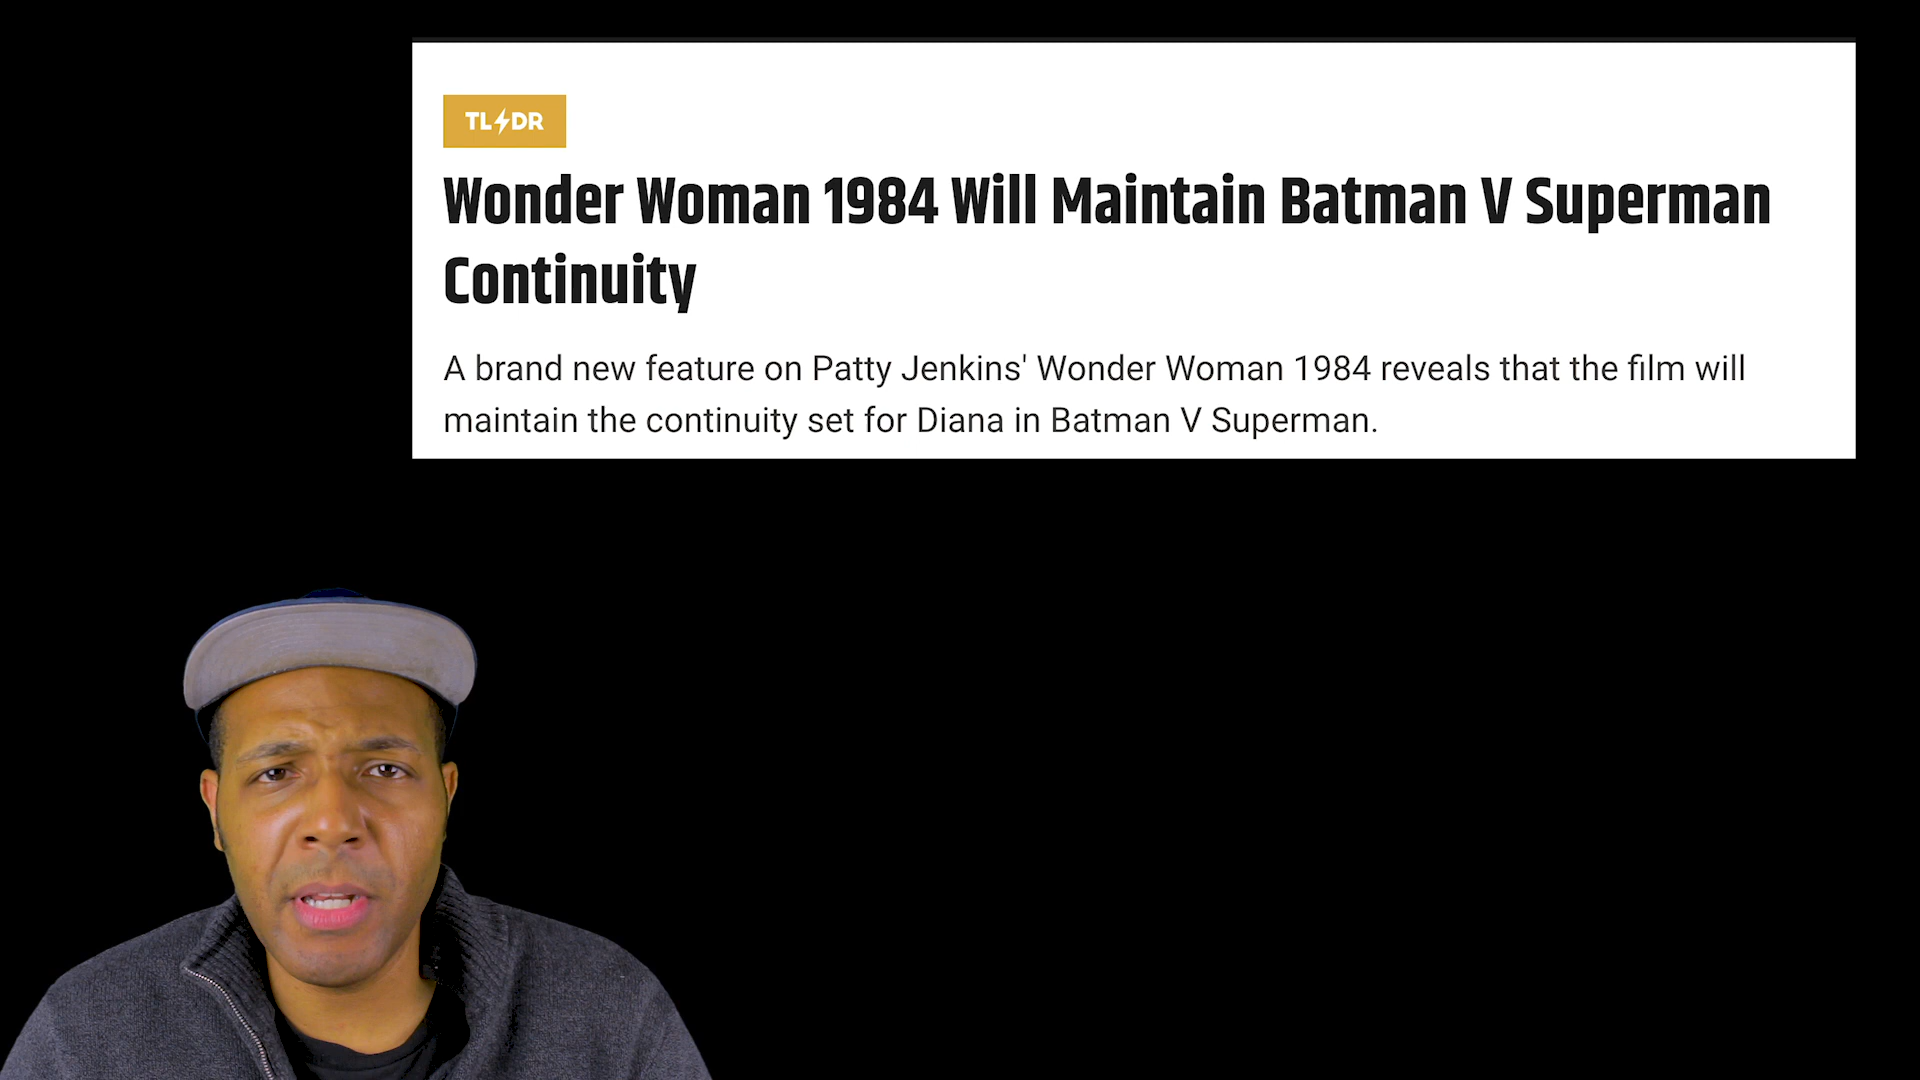 TL DR
Wonder Woman 1984 Will Maintain Batman V Superman
Continuity
A brand new feature on Patty Jenkins' Wonder Woman 1984 reveals that the film will
maintain the continuity set for Diana in Batman V Superman.